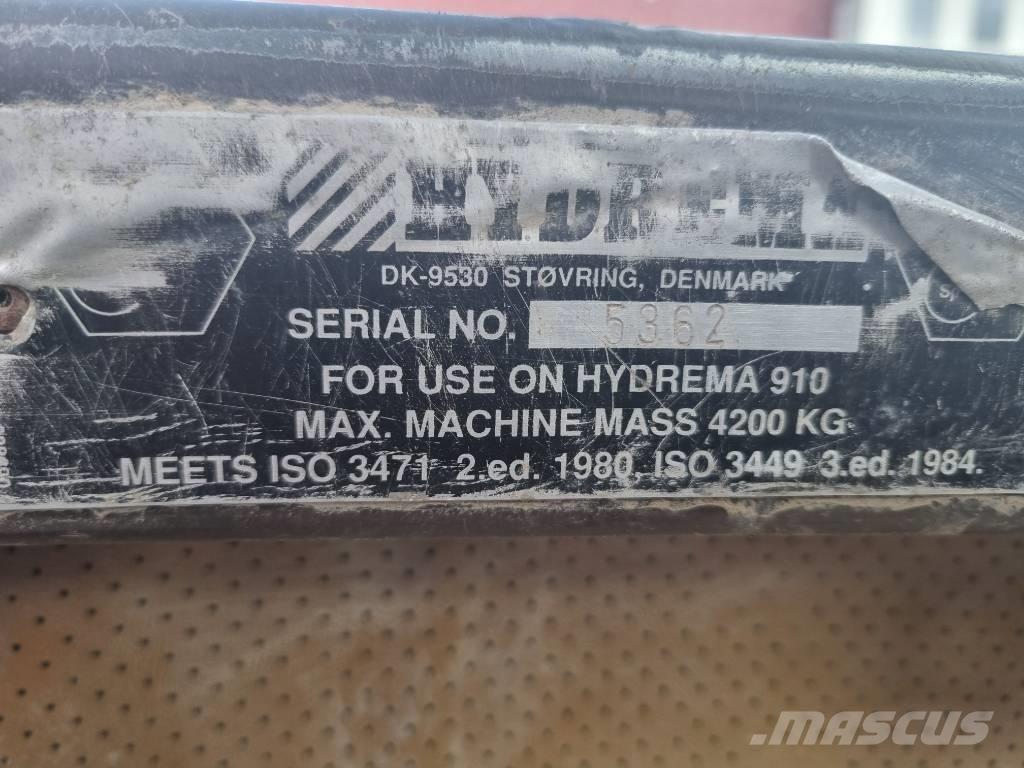 HYDREMA
DK-9530 STØVRING, DENMARK
SERIAL NO. 5362
FOR USE ON HYDREMA 910
MAX. MACHINE MASS 4200 KG
MEETS ISO 3471 2.ed. 1980. ISO 3449 3.ed. 1984.
MASCUS